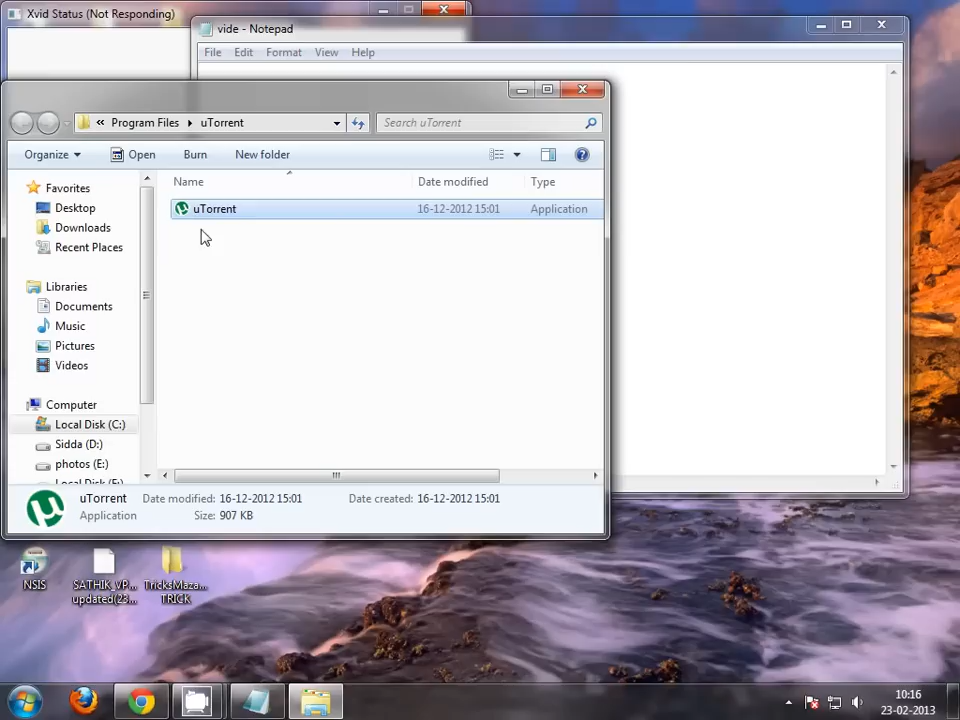 Xvid Status (Not Responding)
vide - Notepad
File Edit Format View Help
« Program Files uTorrent
Search uTorrent
Organize Open Burn New folder
Name Date modified Type
Favorites
Desktop
Downloads
Recent Places
Libraries
Documents
Music
Pictures
Videos
Computer
Local Disk (C:)
Sidda (D:)
photos (E:)
uTorrent 16-12-2012 15:01 Application
uTorrent Date modified: 16-12-2012 15:01 Date created: 16-12-2012 15:01
Application Size: 907 KB
NSIS
SATHIK_VP...
updated(23...
TricksMaza...
TRICK
10:16
23-02-2013